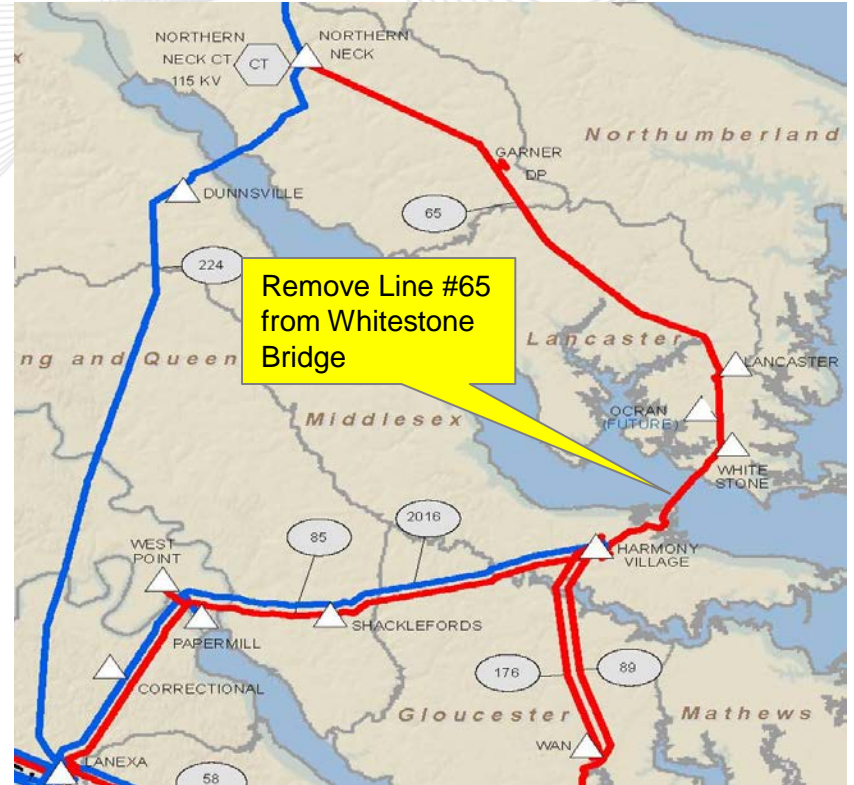 NORTHERN
NECK CT
115 KV
CT
NORTHERN
NECK
Northumberland
GARNER
DP
DUNNSVILLE
65
224
Remove Line #65
from Whitestone
Bridge
ng and Queen
Lancaster
LANCASTER
Middlesex
OCRAN
(FUTURE)
WHITE
STONE
2016
85
WEST
POINT
HARMONY
VILLAGE
PAPERMILL
SHACKLEFORDS
CORRECTIONAL
176
89
Gloucester
Mathews
WAN
LANEXA
58